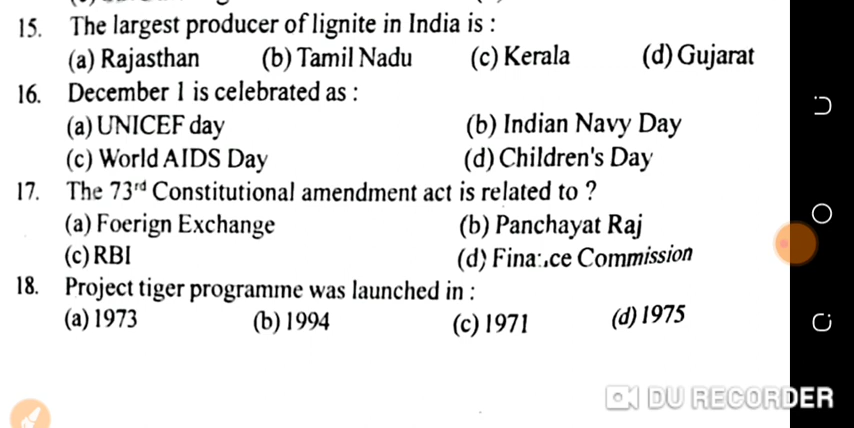 15. The largest producer of lignite in India is :
(a) Rajasthan (b) Tamil Nadu (c) Kerala (d) Gujarat
16. December 1 is celebrated as :
(a) UNICEF day (b) Indian Navy Day
(c) World AIDS Day (d) Children's Day
17. The 73rd Constitutional amendment act is related to ?
(a) Foerign Exchange (b) Panchayat Raj
(c) RBI (d) Finance Commission
18. Project tiger programme was launched in :
(a) 1973 (b) 1994 (c) 1971 (d) 1975
DU RECORDER